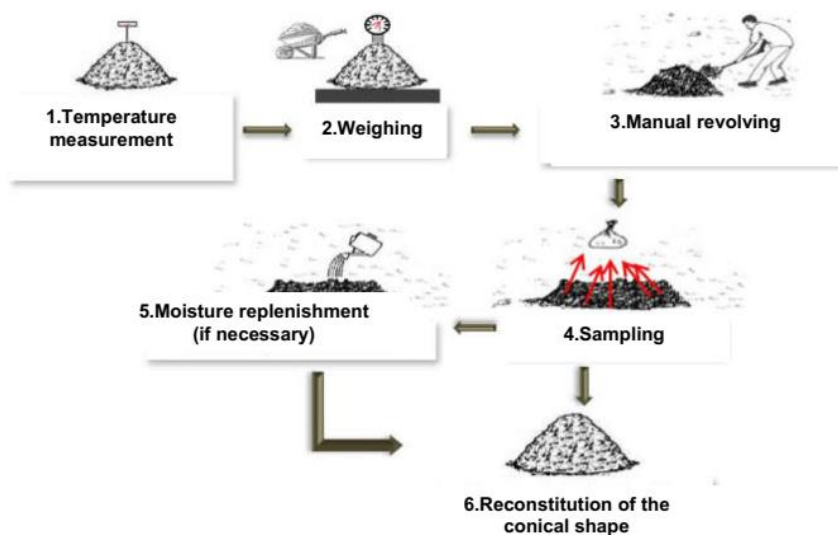 1.Temperature
measurement
2.Weighing
3.Manual revolving
4.Sampling
5.Moisture replenishment
(if necessary)
6.Reconstitution of the
conical shape